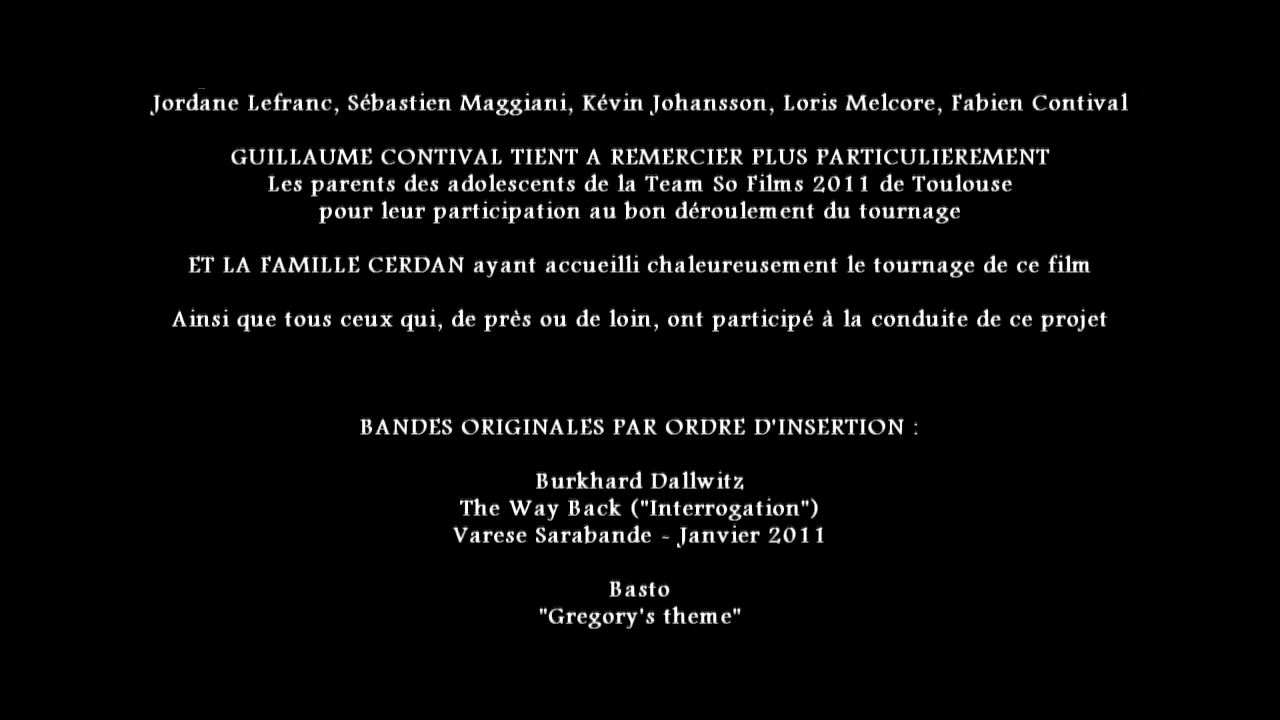 Jordane Lefranc, Sébastien Maggiani, Kévin Johansson, Loris Melcore, Fabien Contival
GUILLAUME CONTIVAL TIENT A REMERCIER PLUS PARTICULIEREMENT
Les parents des adolescents de la Team So Films 2011 de Toulouse
pour leur participation au bon déroulement du tournage
ET LA FAMILLE CERDAN ayant accueilli chaleureusement le tournage de ce film
Ainsi que tous ceux qui, de près ou de loin, ont participé à la conduite de ce projet
BANDES ORIGINALES PAR ORDRE D'INSERTION :
Burkhard Dallwitz
The Way Back ("Interrogation")
Varese Sarabande - Janvier 2011
Basto
"Gregory's theme"